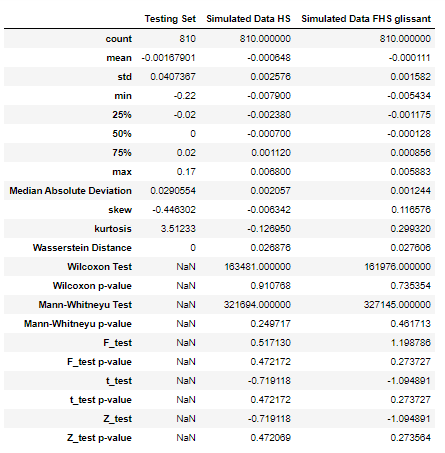 Testing Set Simulated Data HS Simulated Data FHS glissant
count 810 810.000000 810.000000
mean -0.00167901 -0.000648 -0.000111
std 0.0407367 0.002576 0.001582
min -0.22 -0.007900 -0.005434
25% -0.02 -0.002380 -0.001175
50% 0 -0.000700 -0.000128
75% 0.02 0.001120 0.000856
max 0.17 0.006800 0.005883
Median Absolute Deviation 0.0290554 0.002057 0.001244
skew -0.446302 -0.006342 0.116576
kurtosis 3.51233 -0.126950 0.299320
Wasserstein Distance 0 0.026876 0.027606
Wilcoxon Test NaN 163481.000000 161976.000000
Wilcoxon p-value NaN 0.910768 0.735354
Mann-Whitneyu Test NaN 321694.000000 327145.000000
Mann-Whitneyu p-value NaN 0.249717 0.461713
F_test NaN 0.517130 1.198786
F_test p-value NaN 0.472172 0.273727
t_test NaN -0.719118 -1.094891
t_test p-value NaN 0.472172 0.273727
Z_test NaN -0.719118 -1.094891
Z_test p-value NaN 0.472069 0.273564